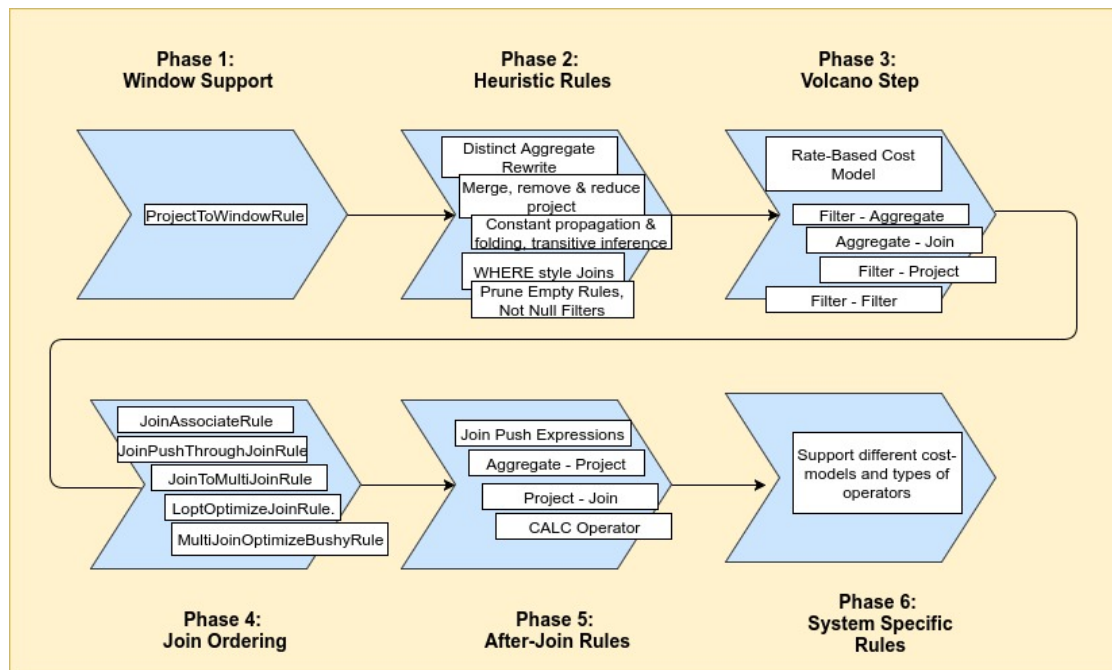 Phase 1:
Window Support
ProjectToWindowRule
Phase 2:
Heuristic Rules
Distinct Aggregate
Rewrite
Merge, remove & reduce
project
Constant propagation &
folding, transitive inference
WHERE style Joins
Prune Empty Rules,
Not Null Filters
Phase 3:
Volcano Step
Rate-Based Cost
Model
Filter - Aggregate
Aggregate - Join
Filter - Project
Filter - Filter
JoinAssociateRule
JoinPushThroughJoinRule
JoinToMultiJoinRule
LoptOptimizeJoinRule.
MultiJoinOptimizeBushyRule
Phase 4:
Join Ordering
Join Push Expressions
Aggregate - Project
Project - Join
CALC Operator
Phase 5:
After-Join Rules
Support different cost-
models and types of
operators
Phase 6:
System Specific
Rules